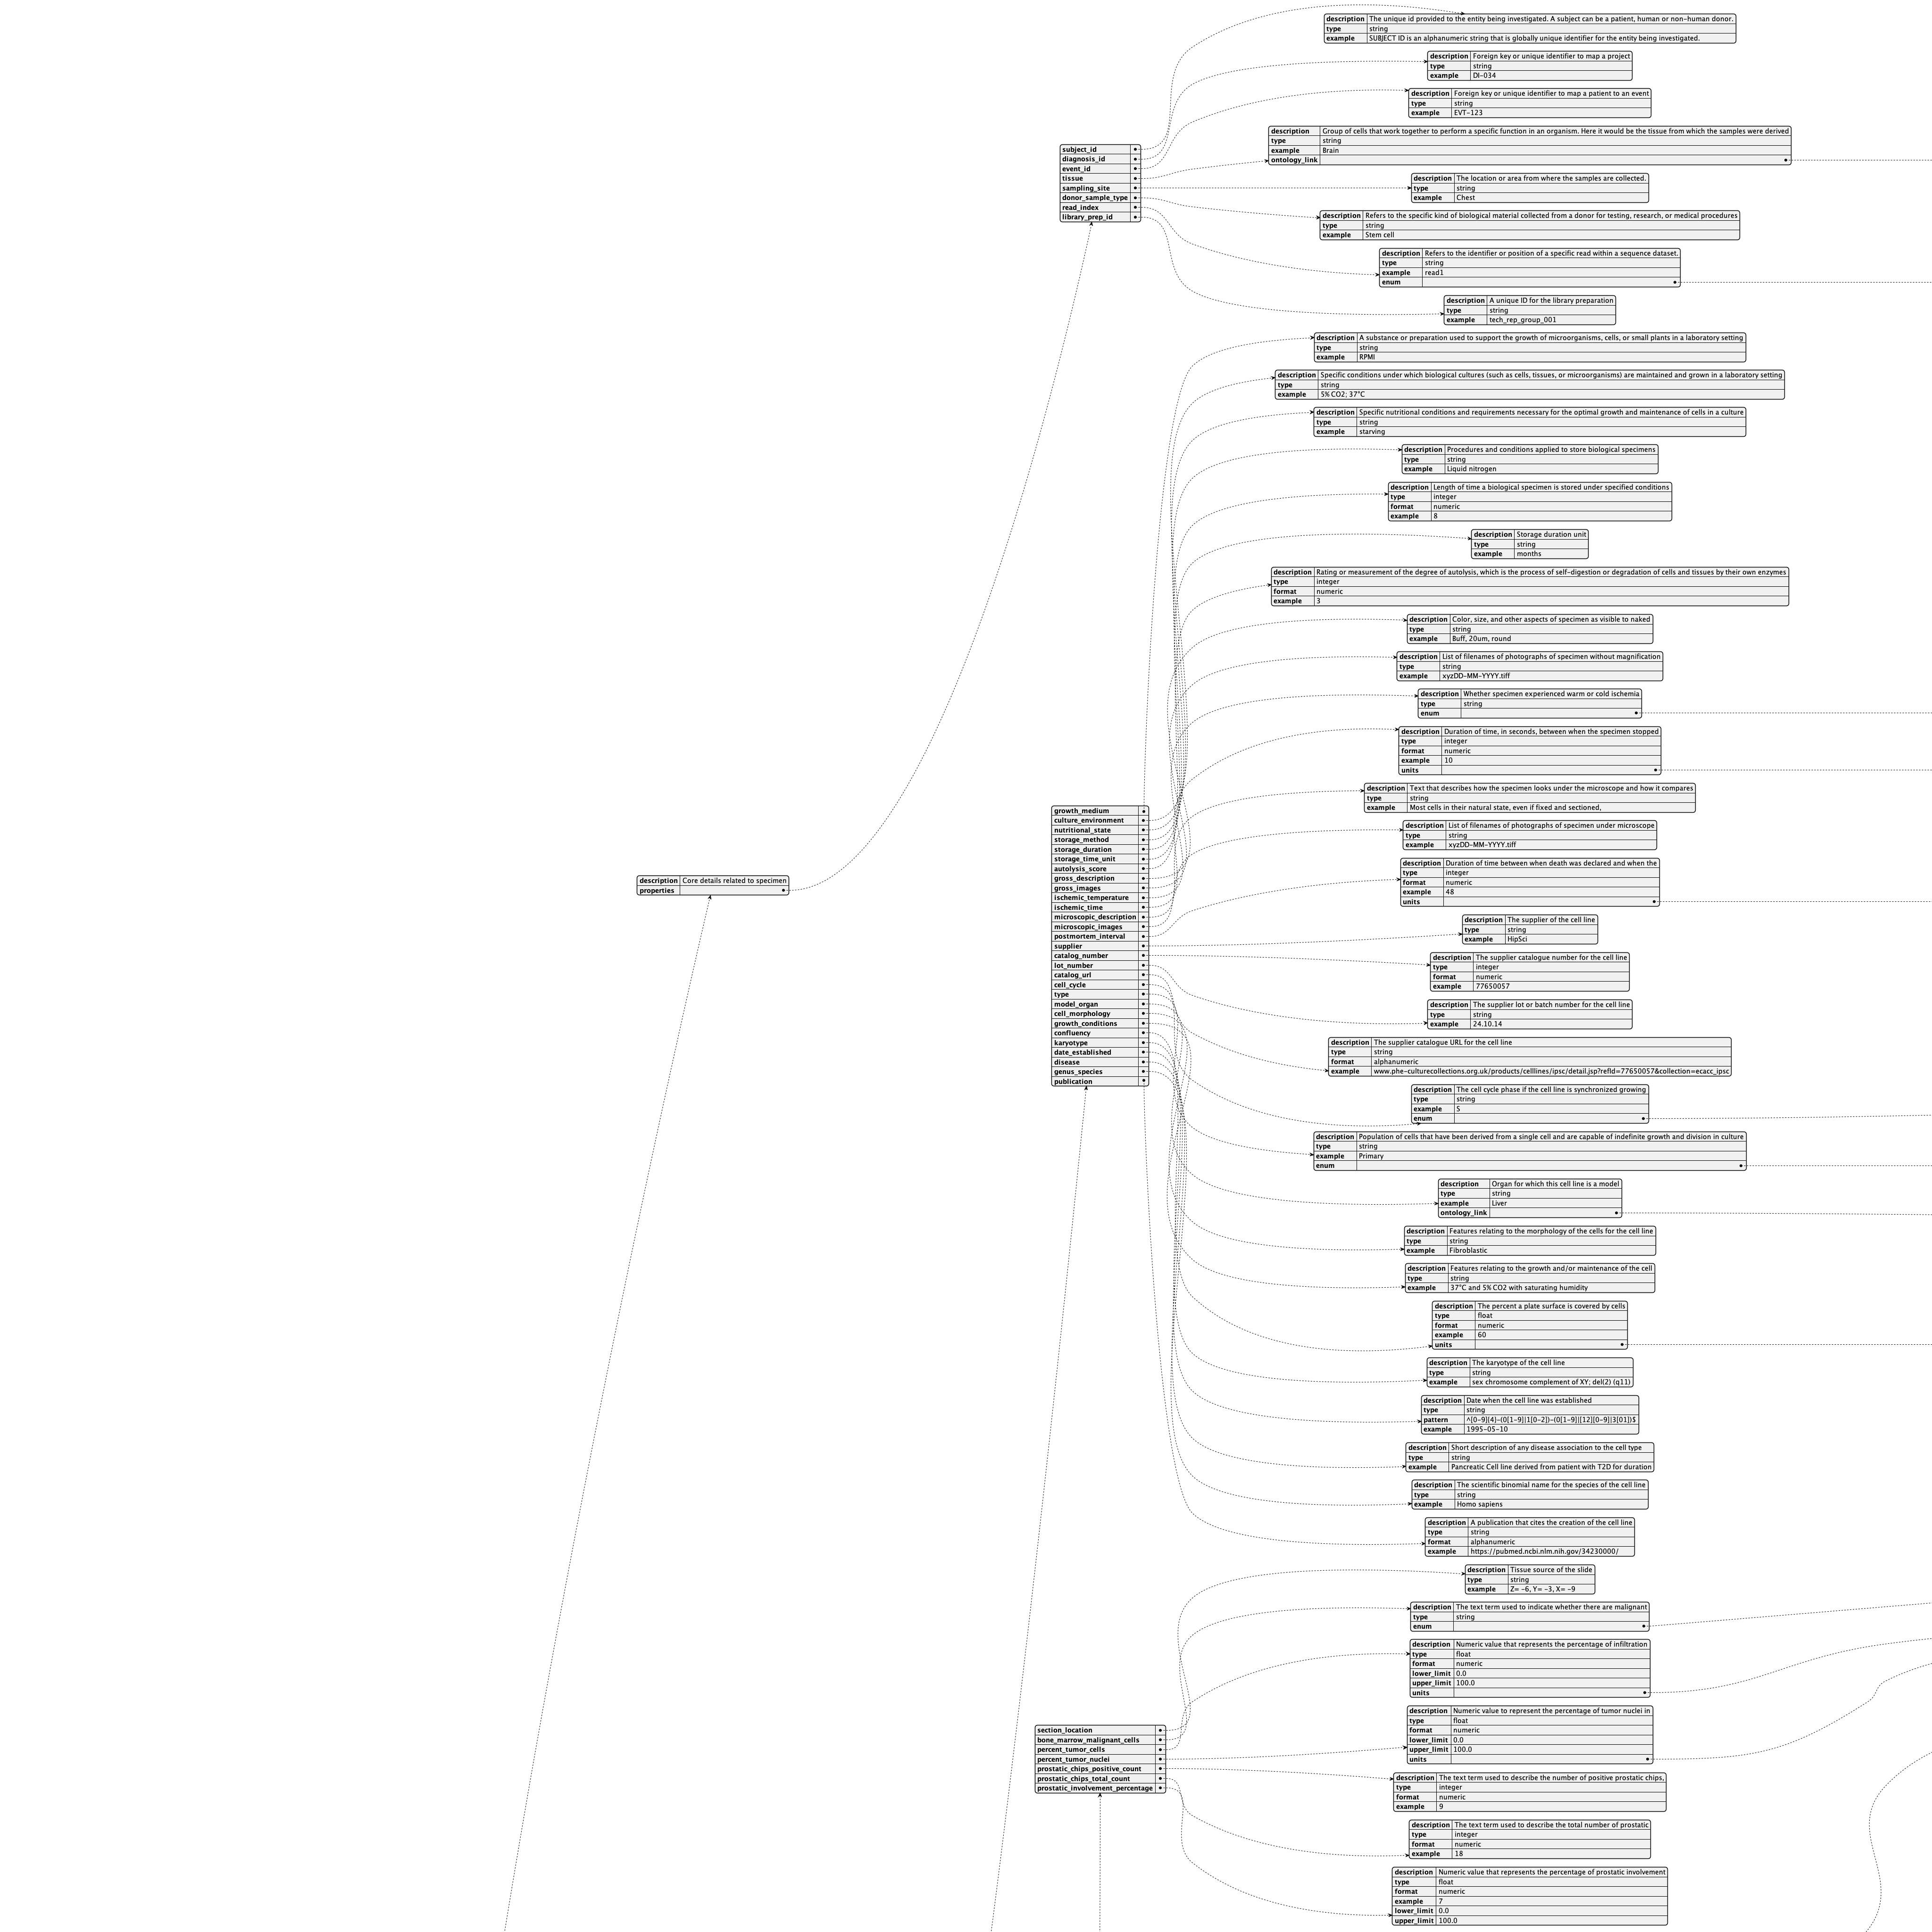 description The unique id provided to the entity being investigated. A subject can be a patient, human or non-human donor.
type string
example SUBJECT ID is an alphanumeric string that is globally unique identifier for the entity being investigated.
description Foreign key or unique identifier to map a project
type string
example DI-034
description Foreign key or unique identifier to map a patient to an event
type string
example EVT-123
description Group of cells that work together to perform a specific function in an organism. Here it would be the tissue from which the samples were derived
type string
example Brain
ontology_link
subject_id
diagnosis_id
event_id
tissue
sampling_site
donor_sample_type
read_index
library_prep_id
description The location or area from where the samples are collected.
type string
example Chest
description Refers to the specific kind of biological material collected from a donor for testing, research, or medical procedures
type string
example Stem cell
description Refers to the identifier or position of a specific read within a sequence dataset.
type string
example read1
enum
description A unique ID for the library preparation
type string
example tech_rep_group_001
description A substance or preparation used to support the growth of microorganisms, cells, or small plants in a laboratory setting
type string
example RPMI
description Specific conditions under which biological cultures (such as cells, tissues, or microorganisms) are maintained and grown in a laboratory setting
type string
example 5% CO2; 37°C
description Specific nutritional conditions and requirements necessary for the optimal growth and maintenance of cells in a culture
type string
example starving
description Procedures and conditions applied to store biological specimens
type string
example Liquid nitrogen
description Length of time a biological specimen is stored under specified conditions
type integer
format numeric
example 8
description Storage duration unit
type string
example months
description Rating or measurement of the degree of autolysis, which is the process of self-digestion or degradation of cells and tissues by their own enzymes
type integer
format numeric
example 3
description Color, size, and other aspects of specimen as visible to naked
type string
example Buff, 20um, round
description List of filenames of photographs of specimen without magnification
type string
example xyzDD-MM-YYYY.tiff
description Whether specimen experienced warm or cold ischemia
type string
enum
description Duration of time, in seconds, between when the specimen stopped
type integer
format numeric
example 10
units
description Text that describes how the specimen looks under the microscope and how it compares
type string
example Most cells in their natural state, even if fixed and sectioned,
description List of filenames of photographs of specimen under microscope
type string
example xyzDD-MM-YYYY.tiff
description Duration of time between when death was declared and when the
type integer
format numeric
example 48
units
growth_medium
culture_environment
nutritional_state
storage_method
storage_duration
storage_time_unit
autolysis_score
gross_description
gross_images
ischemic_temperature
ischemic_time
microscopic_description
microscopic_images
postmortem_interval
supplier
catalog_number
lot_number
catalog_url
cell_cycle
type
model_organ
cell_morphology
growth_conditions
confluency
karyotype
date_established
disease
genus_species
publication
description Core details related to specimen
properties
description The supplier of the cell line
type string
example HipSci
description The supplier catalogue number for the cell line
type integer
format numeric
example 77650057
description The supplier lot or batch number for the cell line
type string
example 24.10.14
description The supplier catalogue URL for the cell line
type string
format alphanumeric
example www.phe-culturecollections.org.uk/products/celllines/ipsc/detail.jsp?refId=77650057&collection=ecacc_ipsc
description The cell cycle phase if the cell line is synchronized growing
type string
example S
enum
description Population of cells that have been derived from a single cell and are capable of indefinite growth and division in culture
type string
example Primary
enum
description Organ for which this cell line is a model
type string
example Liver
ontology_link
description Features relating to the morphology of the cells for the cell line
type string
example Fibroblastic
description Features relating to the growth and/or maintenance of the cell
type string
example 37°C and 5% CO2 with saturating humidity
description The percent a plate surface is covered by cells
type float
format numeric
example 60
units
description The karyotype of the cell line
type string
example sex chromosome complement of XY; del(2) (q11)
description Date when the cell line was established
type string
pattern ^[0-9]{4}-(0[1-9]|1[0-2])-(0[1-9]|[12][0-9]|3[01])$
example 1995-05-10
description Short description of any disease association to the cell type
type string
example Pancreatic Cell line derived from patient with T2D for duration
description The scientific binomial name for the species of the cell line
type string
example Homo sapiens
description A publication that cites the creation of the cell line
type string
format alphanumeric
example https://pubmed.ncbi.nlm.nih.gov/34230000/
description Tissue source of the slide
type string
example Z= -6, Y= -3, X= -9
description The text term used to indicate whether there are malignant
type string
enum
description Numeric value that represents the percentage of infiltration
type float
format numeric
lower_limit 0.0
upper_limit 100.0
units
description Numeric value to represent the percentage of tumor nuclei in
type float
format numeric
lower_limit 0.0
upper_limit 100.0
units
section_location
bone_marrow_malignant_cells
percent_tumor_cells
percent_tumor_nuclei
prostatic_chips_positive_count
prostatic_chips_total_count
prostatic_involvement_percentage
description The text term used to describe the number of positive prostatic chips,
type integer
format numeric
example 9
description The text term used to describe the total number of prostatic
type integer
format numeric
example 18
description Numeric value that represents the percentage of prostatic involvement
type float
format numeric
example 7
lower_limit 0.0
upper_limit 100.0